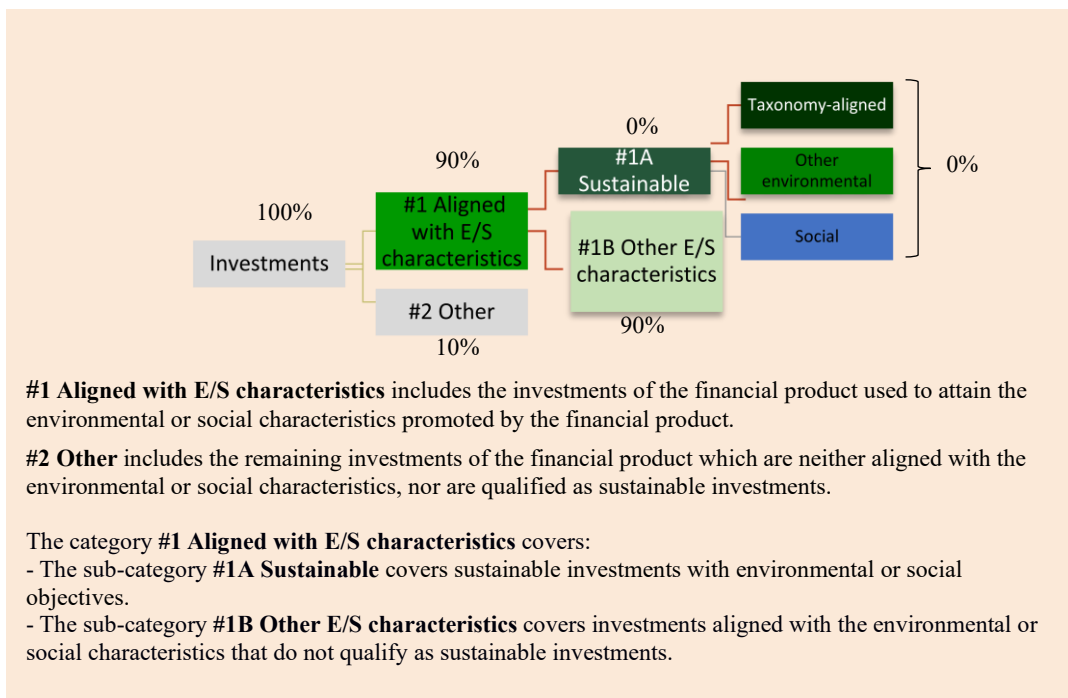 Taxonomy-aligned
0%
#1A
Sustainable
Other
environmental
0%
90%
#1 Aligned
with E/S
characteristics
100%
Investments
#1B Other E/S
characteristics
Social
#2 Other
90%
10%
#1 Aligned with E/S characteristics includes the investments of the financial product used to attain the
environmental or social characteristics promoted by the financial product.
#2 Other includes the remaining investments of the financial product which are neither aligned with the
environmental or social characteristics, nor are qualified as sustainable investments.
The category #1 Aligned with E/S characteristics covers:
- The sub-category #1A Sustainable covers sustainable investments with environmental or social
objectives.
- The sub-category #1B Other E/S characteristics covers investments aligned with the environmental or
social characteristics that do not qualify as sustainable investments.